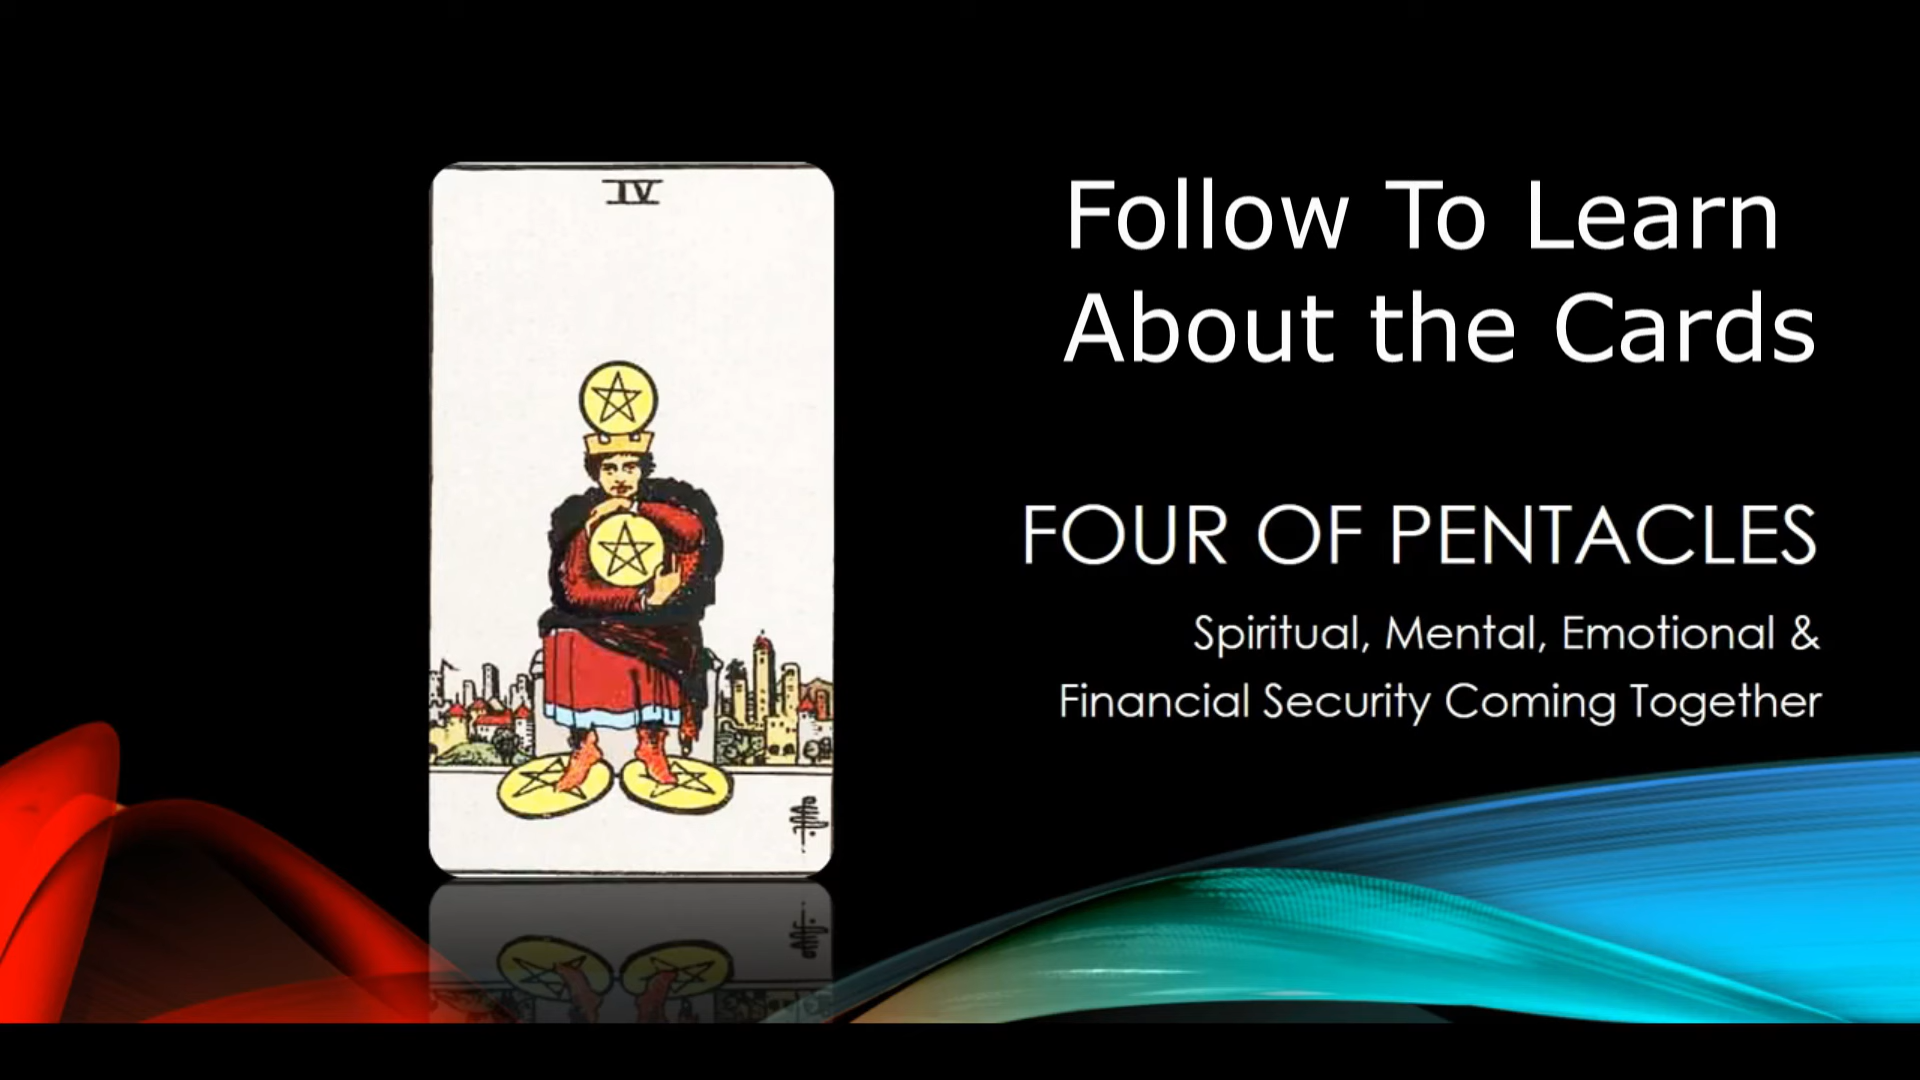 IV
Follow To Learn
About the Cards
FOUR OF PENTACLES
Spiritual, Mental, Emotional &
Financial Security Coming Together